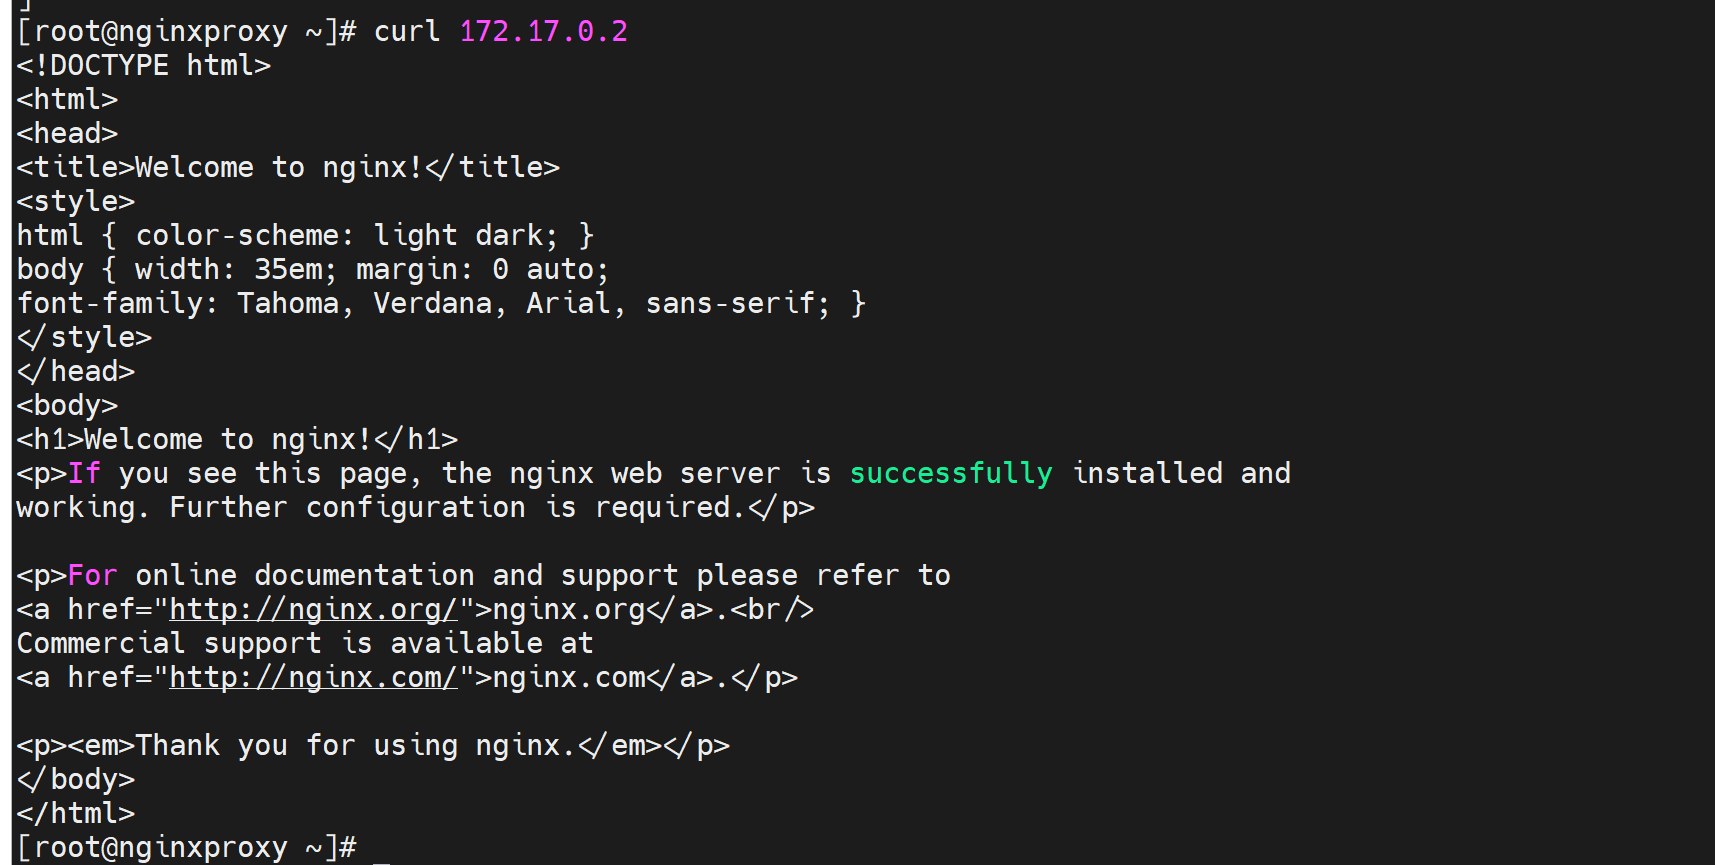 ]
[root@nginxproxy ~]# curl 172.17.0.2
<!DOCTYPE html>
<html>
<head>
<title>Welcome to nginx!</title>
<style>
html { color-scheme: light dark; }
body { width: 35em; margin: 0 auto;
font-family: Tahoma, Verdana, Arial, sans-serif; }
</style>
</head>
<body>
<h1>Welcome to nginx!</h1>
<p>If you see this page, the nginx web server is successfully installed and
working. Further configuration is required.</p>

<p>For online documentation and support please refer to
<a href="http://nginx.org/">nginx.org</a>.<br/>
Commercial support is available at
<a href="http://nginx.com/">nginx.com</a>.</p>

<p><em>Thank you for using nginx.</em></p>
</body>
</html>
[root@nginxproxy ~]# _